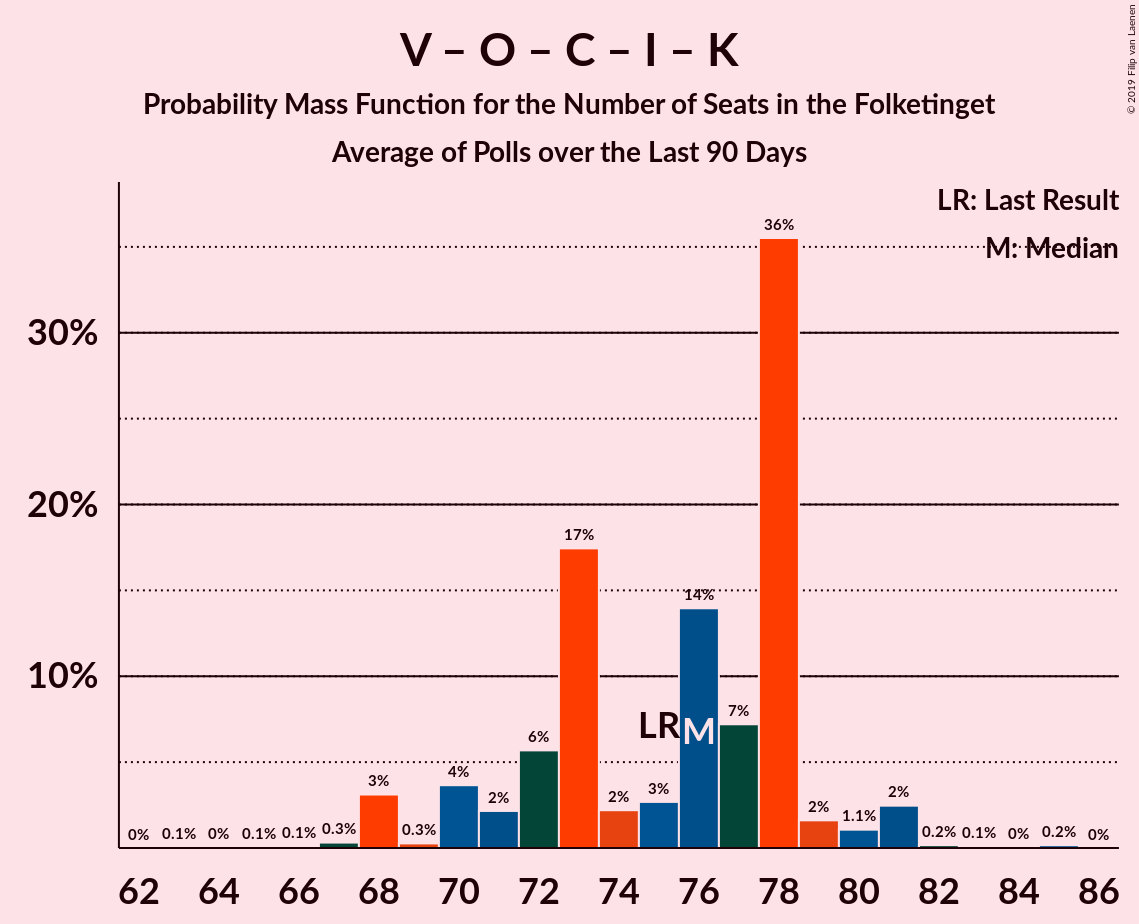 V – O – C – I – K
Probability Mass Function for the Number of Seats in the Folketinget
Average of Polls over the Last 90 Days
© 2019 Filip van Laenen
LR: Last Result
M: Median
36%
30%
17%
20%
14%
10%
LR M
7%
6%
4%
3%
3%
2%
2%
2%
2%
1.1%
0% 0.1% 0% 0.1% 0.1% 0.3% 0.3% 0.2% 0.1% 0% 0.2% 0%
62 64 66 68 70 72 74 76 78 80 82 84 86